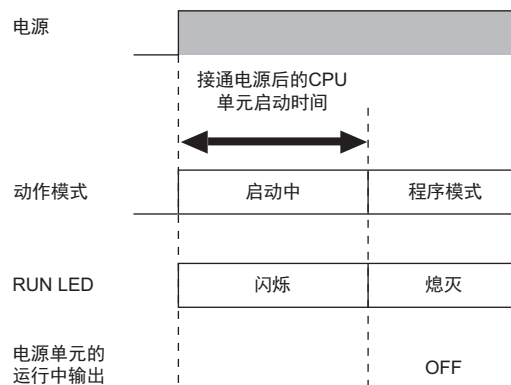 电源
接通电源后的CPU
单元启动时间
动作模式
启动中
程序模式
RUN LED
闪烁
熄灭
电源单元的
运行中输出
OFF